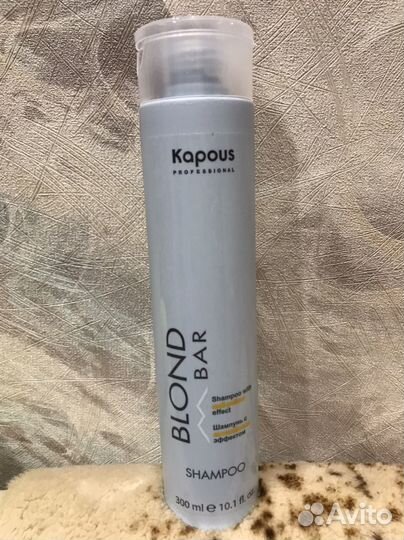 Kapous
PROFESSIONAL
BLOND
BAR
Shampoo with
effect
Шампунь с
эффектом
SHAMPOO
300 ml e 10.1 fl. oz
Avito